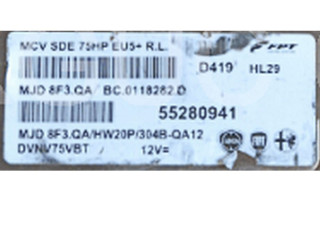 MCV SDE 75HP EU5+ R.L.
FPT
D419 HL29
MJD 8F3.QA/ BC.0118262.D
55280941
MJD 8F3.QA/HW20P/304B-QA12
DVNV75VBT / 12V=